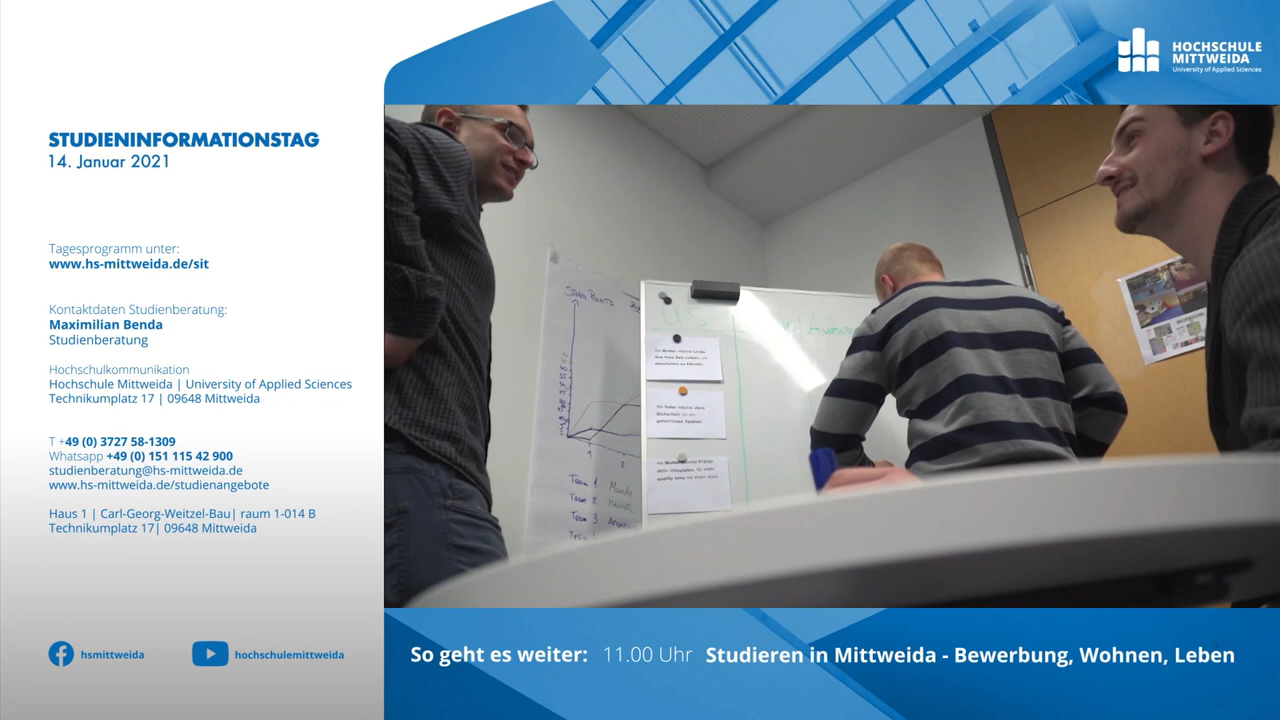 HOCHSCHULE
MITTWEIDA
University of Applied Sciences
STUDIENINFORMATIONSTAG
14. Januar 2021
Tagesprogramm unter:
www.hs-mittweida.de/sit
Kontaktdaten Studienberatung:
Maximilian Benda
Studienberatung
Hochschulkommunikation
Hochschule Mittweida | University of Applied Sciences
Technikumplatz 17 | 09648 Mittweida
T +49 (0) 3727 58-1309
Whatsapp +49 (0) 151 115 42 900
studienberatung@hs-mittweida.de
www.hs-mittweida.de/studienangebote
Haus 1 | Carl-Georg-Weitzel-Bau| raum 1-014 B
Technikumplatz 17| 09648 Mittweida
hsmittweida
hochschulemittweida
US
1 2
Team 1
Team 2
Team 3
So geht es weiter: 11.00 Uhr Studieren in Mittweida - Bewerbung, Wohnen, Leben